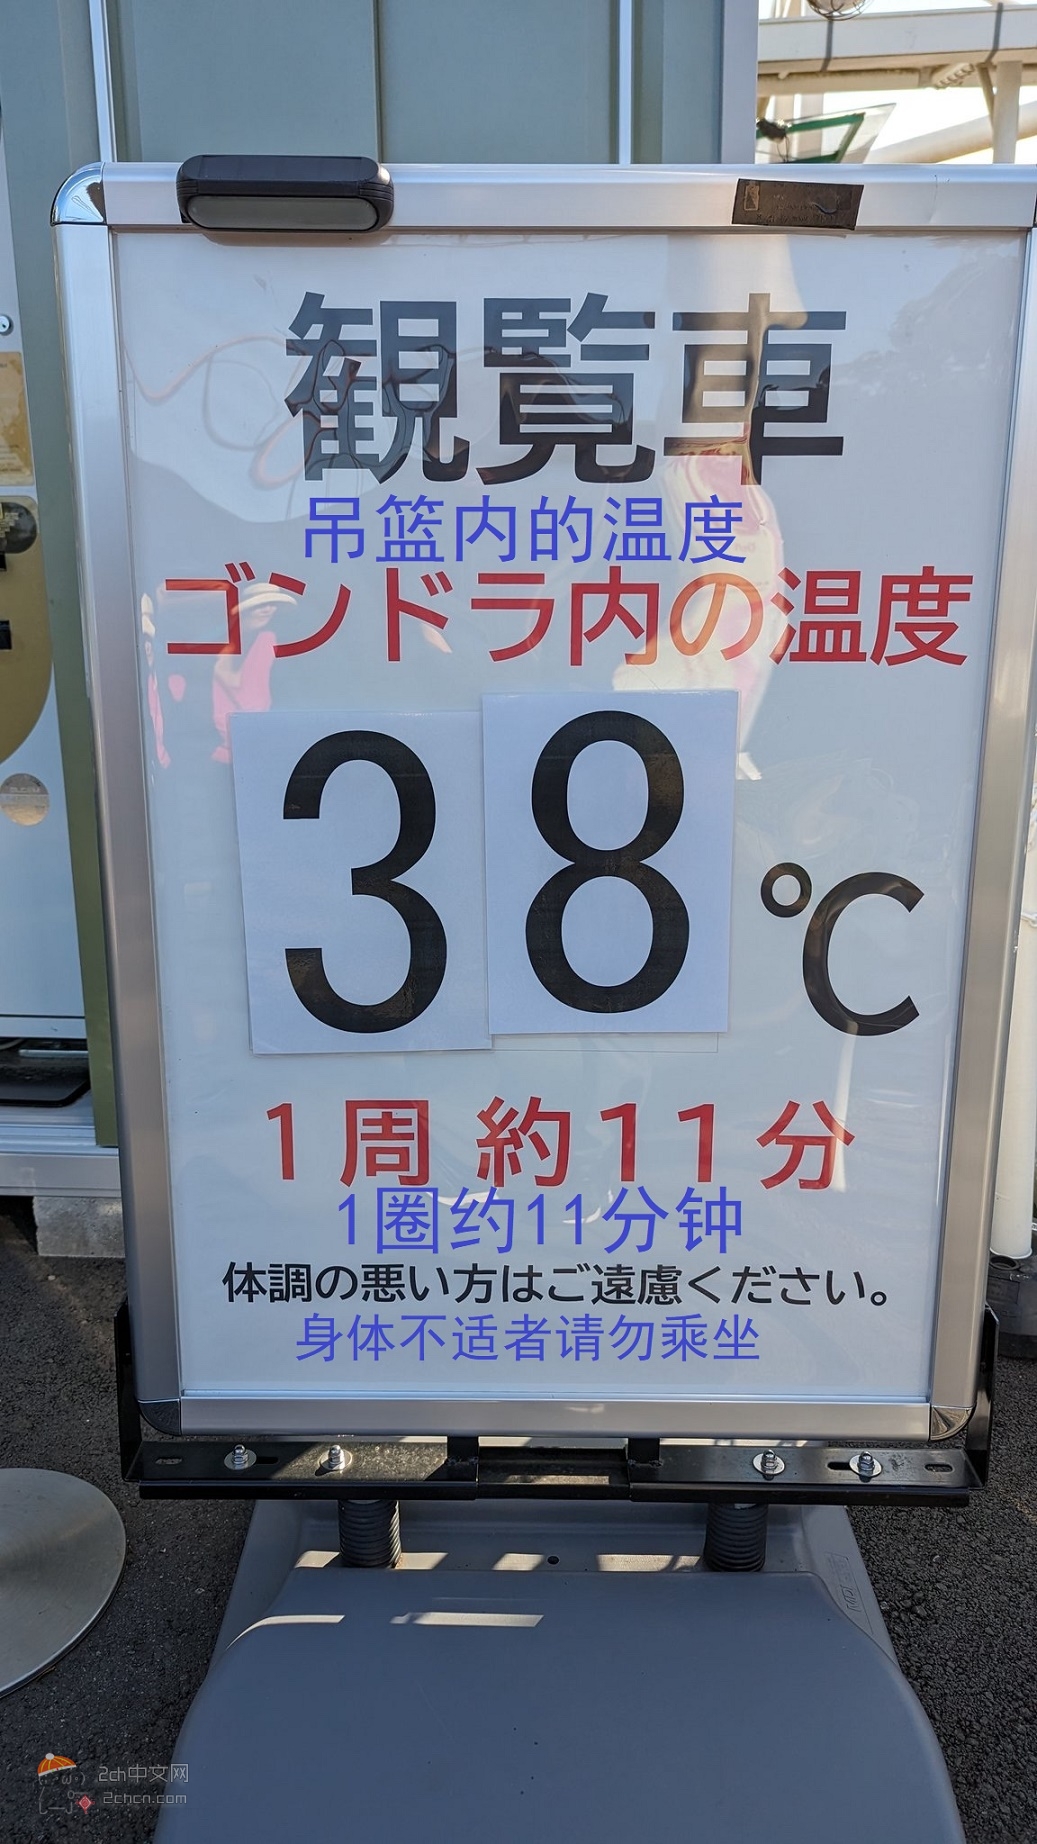 観覧車
吊篮内的温度
ゴンドラ内の温度
38℃
1周 約11分
1圈约11分钟
体調の悪い方はご遠慮ください。
身体不适者请勿乘坐
2ch中文网
2chcn.com